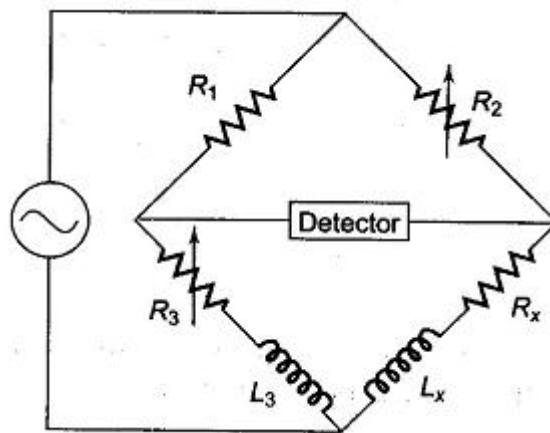 R1
R2
Detector
R3
Rx
L3
Lx